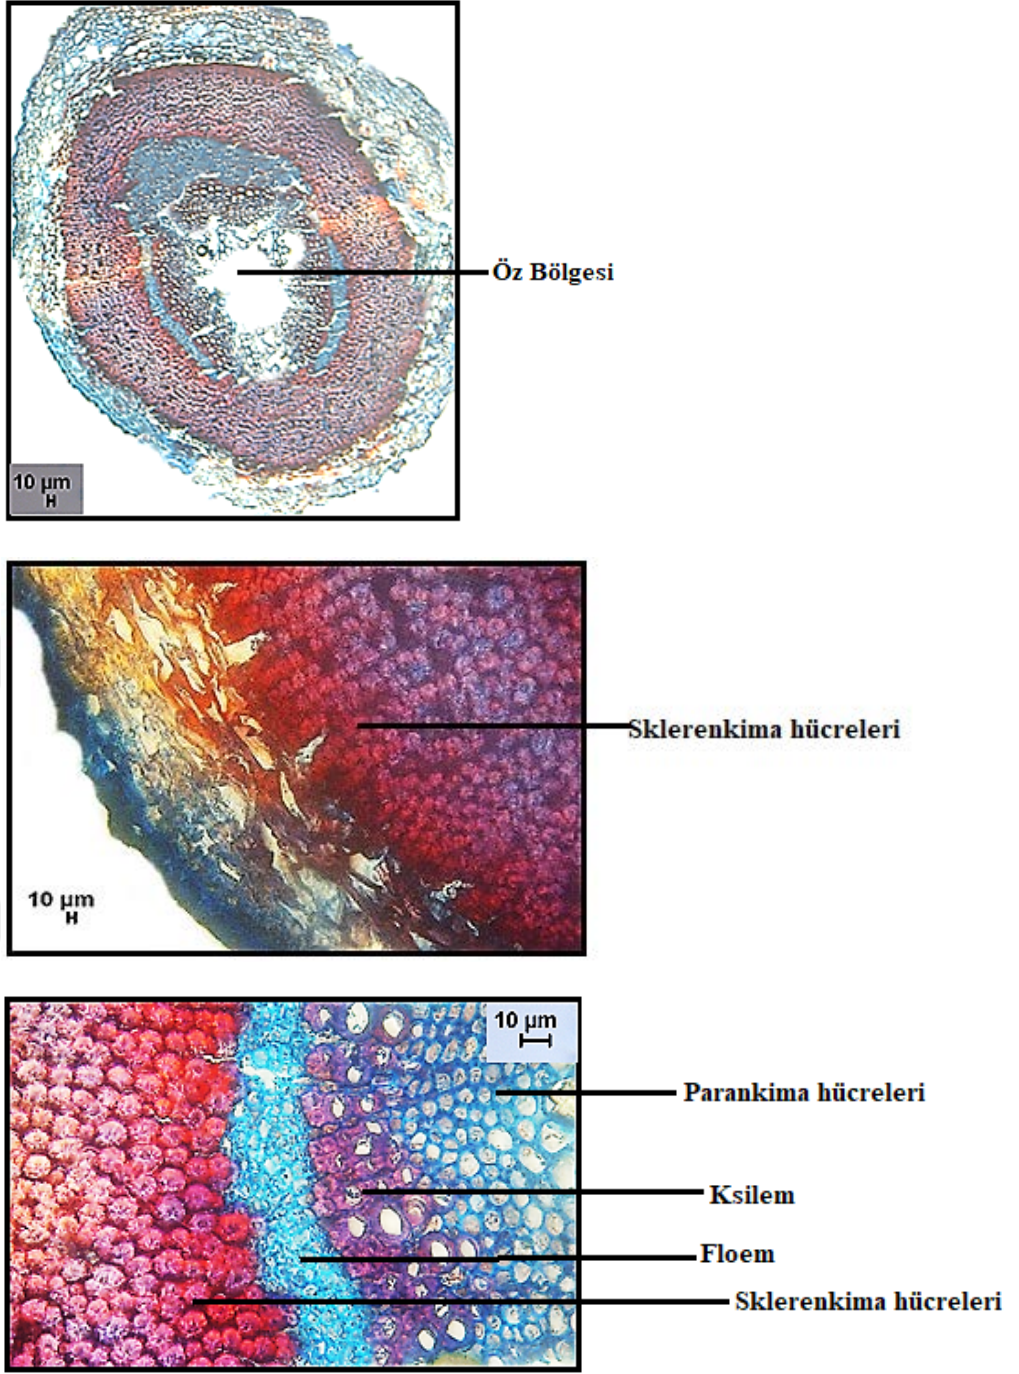 Öz Bölgesi
10 µm
Sklerenkima hücreleri
10 µm
10 µm
Parankima hücreleri
Ksilem
Floem
Sklerenkima hücreleri